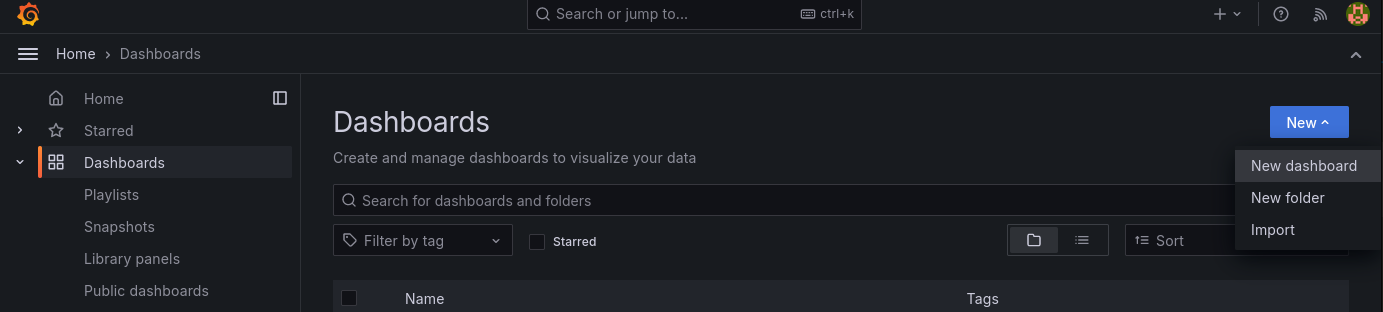 Search or jump to... ctrl+k
Home › Dashboards
Home
Starred
Dashboards
Playlists
Snapshots
Library panels
Public dashboards
Dashboards
New
Create and manage dashboards to visualize your data
New dashboard
New folder
Import
Search for dashboards and folders
Filter by tag
Starred
Sort
Name Tags